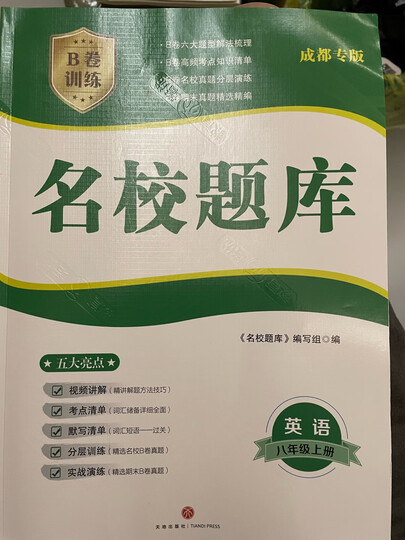 B卷
训练
·B卷六大题型解法梳理
·B卷高频考点知识清单
卷名校真题分层演练
卷期末真题精选精编
成都专版
名校题库
《名校题库》编写组◎编
★五大亮点★
视频讲解（精讲解题方法技巧）
考点清单（词汇储备详细全面）
默写清单（词汇短语一一过关）
分层训练（精选名校B卷真题）
实战演练（精选期末B卷真题）
英语
八年级上册
天地出版社 | TIANDI PRESS